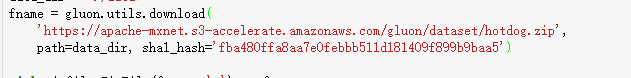 fname = gluon.utils.download(
    'https://apache-mxnet.s3-accelerate.amazonaws.com/gluon/dataset/hotdog.zip',
    path=data_dir, sha1_hash='fba480ffa8aa7e0febbb511d181409f899b9baa5')